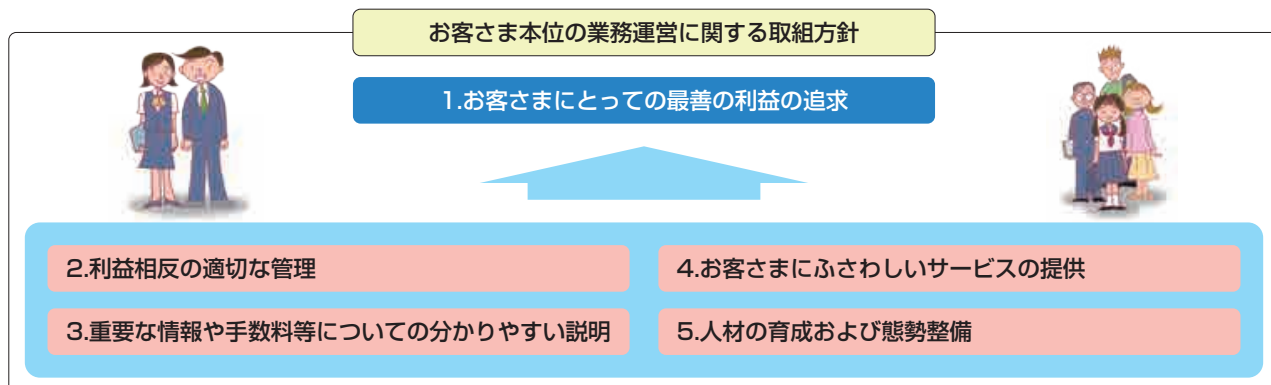 お客さま本位の業務運営に関する取組方針
1.お客さまにとっての最善の利益の追求
2.利益相反の適切な管理
3.重要な情報や手数料等についての分かりやすい説明
4.お客さまにふさわしいサービスの提供
5.人材の育成および態勢整備